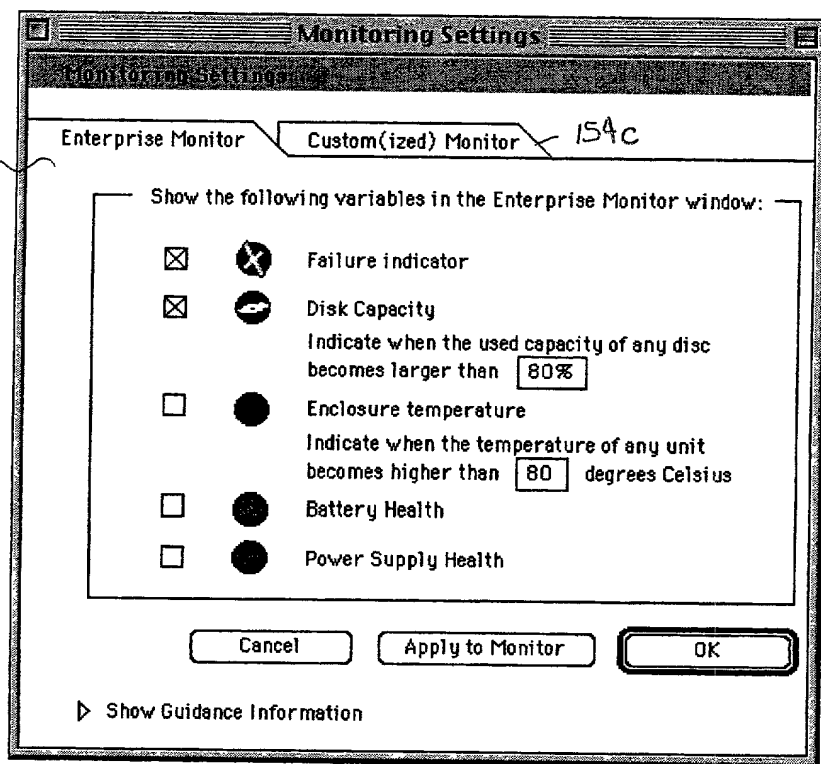 Monitoring Settings
Monitoring Settings
Enterprise Monitor
Custom(ized) Monitor
154c
Show the following variables in the Enterprise Monitor window:
Failure indicator
Disk Capacity
Indicate when the used capacity of any disc
becomes larger than 80%
Enclosure temperature
Indicate when the temperature of any unit
becomes higher than 80 degrees Celsius
Battery Health
Power Supply Health
Cancel
Apply to Monitor
OK
Show Guidance Information